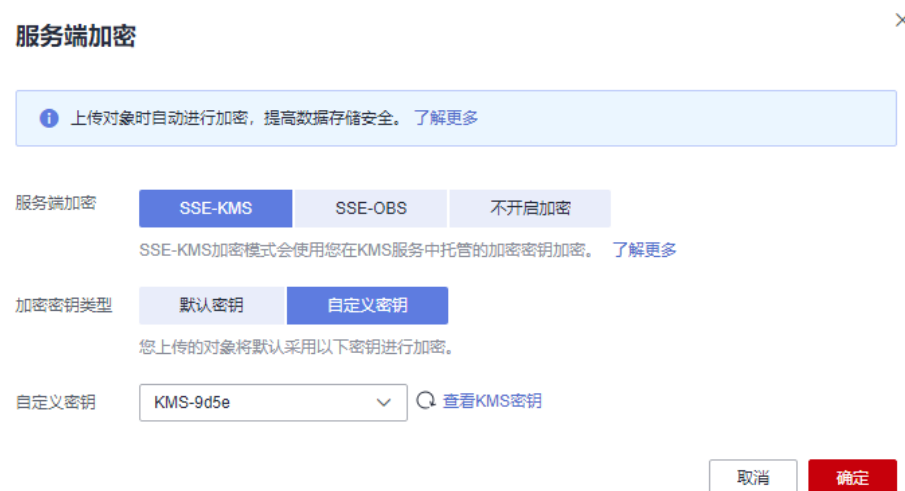 服务端加密
上传对象时自动进行加密，提高数据存储安全。 了解更多
服务端加密 SSE-KMS SSE-OBS 不开启加密
SSE-KMS加密模式会使用您在KMS服务中托管的加密密钥加密。 了解更多
加密密钥类型 默认密钥 自定义密钥
您上传的对象将默认采用以下密钥进行加密。
自定义密钥 KMS-9d5e 查看KMS密钥
取消 确定